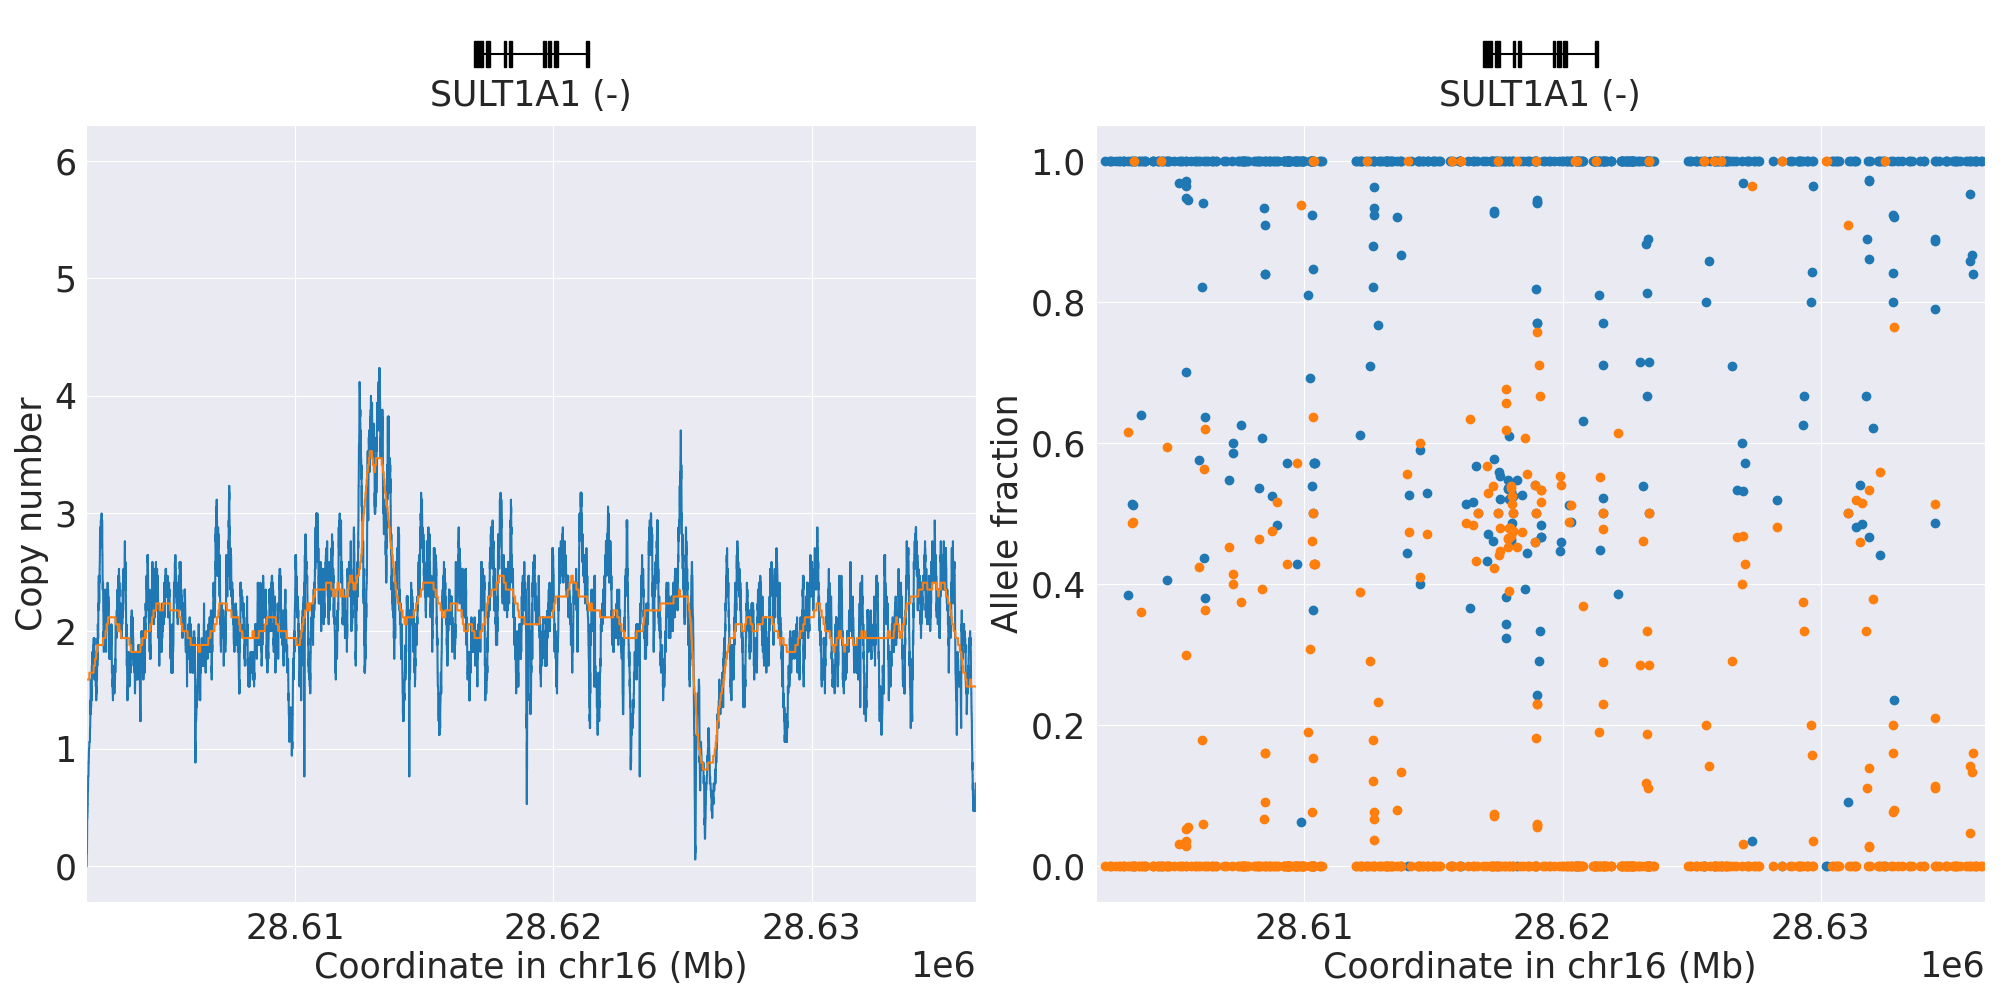 SULT1A1 (-)
6
5
4
3
2
1
0
Copy number
28.61
28.62
28.63
Coordinate in chr16 (Mb)
1e6
SULT1A1 (-)
1.0
0.8
0.6
0.4
0.2
0.0
Allele fraction
28.61
28.62
28.63
Coordinate in chr16 (Mb)
1e6